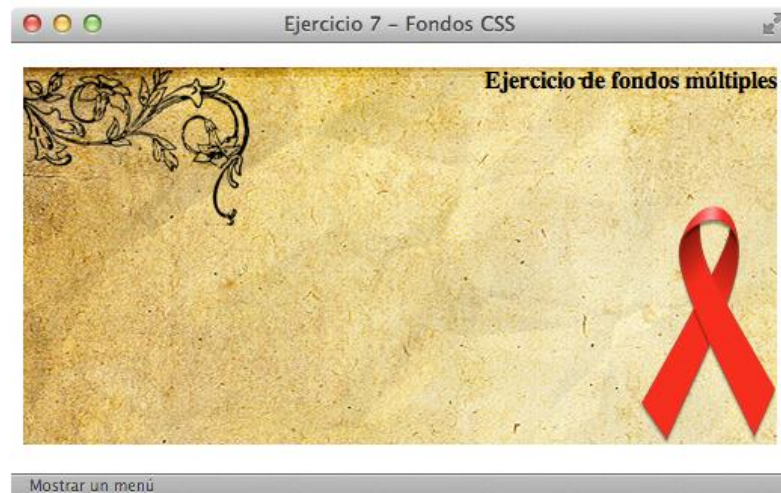 Ejercicio 7 – Fondos CSS
Ejercicio de fondos múltiples
Mostrar un menú